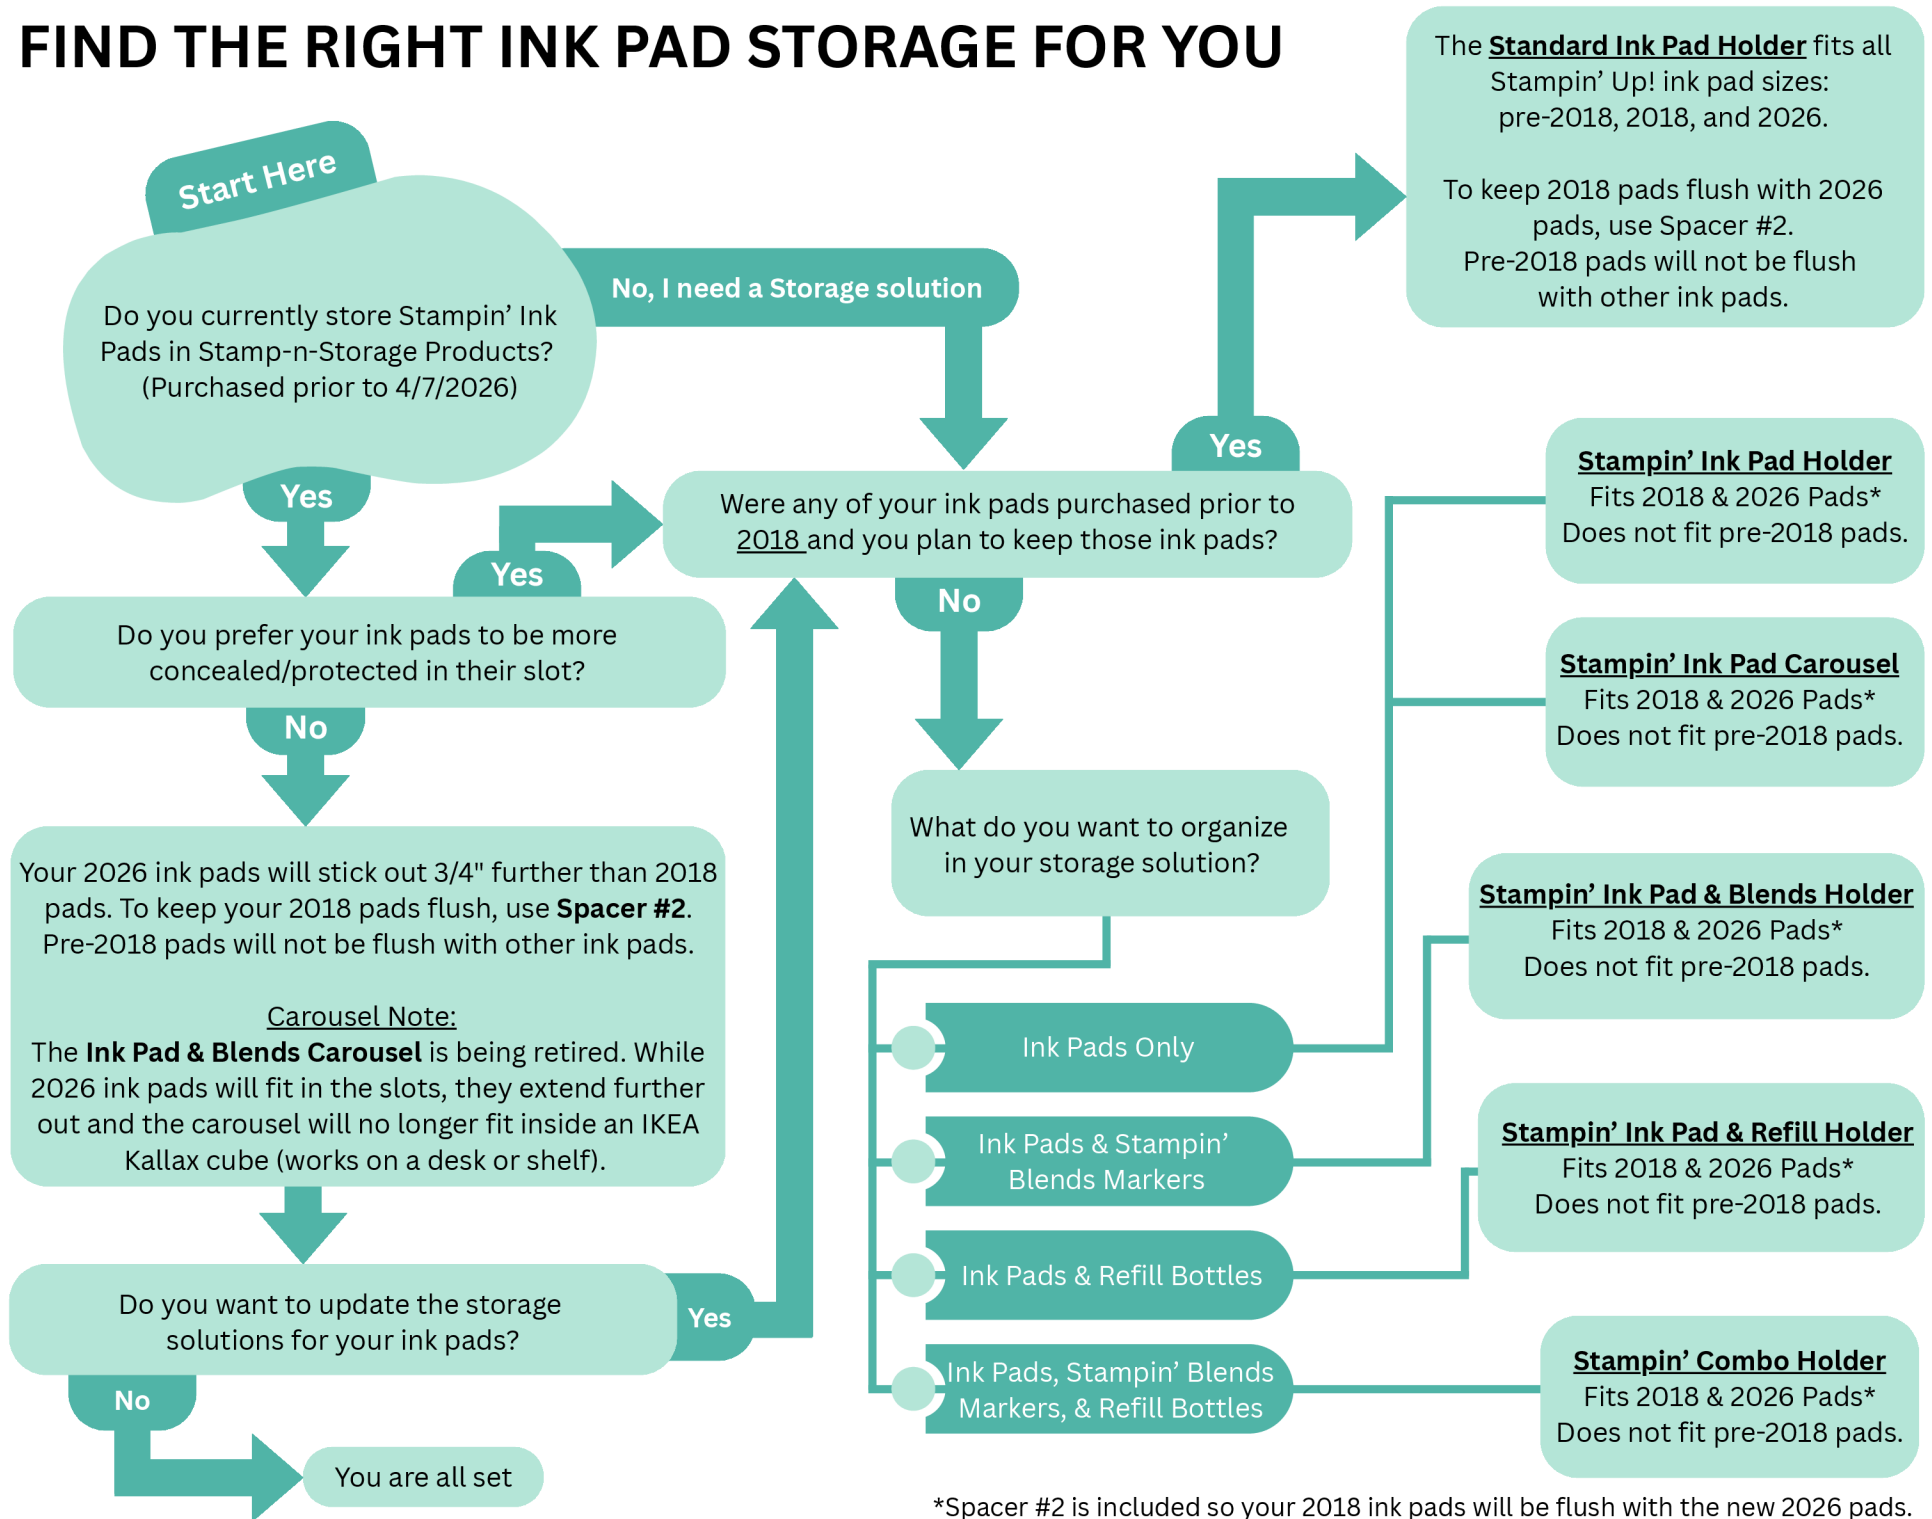 FIND THE RIGHT INK PAD STORAGE FOR YOU
Start Here
Do you currently store Stampin’ Ink
Pads in Stamp-n-Storage Products?
(Purchased prior to 4/7/2026)
No, I need a Storage solution
Yes
Do you prefer your ink pads to be more
concealed/protected in their slot?
Yes
No
Your 2026 ink pads will stick out 3/4" further than 2018
pads. To keep your 2018 pads flush, use Spacer #2.
Pre-2018 pads will not be flush with other ink pads.
Carousel Note:
The Ink Pad & Blends Carousel is being retired. While
2026 ink pads will fit in the slots, they extend further
out and the carousel will no longer fit inside an IKEA
Kallax cube (works on a desk or shelf).
Do you want to update the storage
solutions for your ink pads?
Yes
No
You are all set
Were any of your ink pads purchased prior to
2018 and you plan to keep those ink pads?
Yes
The Standard Ink Pad Holder fits all
Stampin’ Up! ink pad sizes:
pre-2018, 2018, and 2026.
To keep 2018 pads flush with 2026
pads, use Spacer #2.
Pre-2018 pads will not be flush
with other ink pads.
No
What do you want to organize
in your storage solution?
Ink Pads Only
Ink Pads & Stampin’
Blends Markers
Ink Pads & Refill Bottles
Ink Pads, Stampin’ Blends
Markers, & Refill Bottles
Stampin’ Ink Pad Holder
Fits 2018 & 2026 Pads*
Does not fit pre-2018 pads.
Stampin’ Ink Pad Carousel
Fits 2018 & 2026 Pads*
Does not fit pre-2018 pads.
Stampin’ Ink Pad & Blends Holder
Fits 2018 & 2026 Pads*
Does not fit pre-2018 pads.
Stampin’ Ink Pad & Refill Holder
Fits 2018 & 2026 Pads*
Does not fit pre-2018 pads.
Stampin’ Combo Holder
Fits 2018 & 2026 Pads*
Does not fit pre-2018 pads.
*Spacer #2 is included so your 2018 ink pads will be flush with the new 2026 pads.